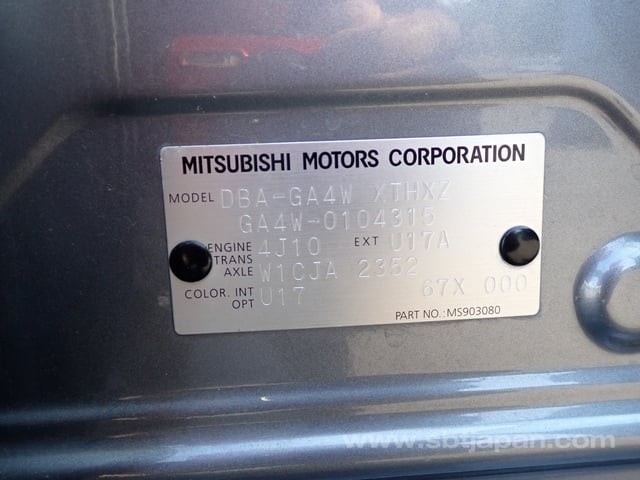 MITSUBISHI MOTORS CORPORATION
MODEL DBA-GA4W XTHXZ
GA4W-0104315
ENGINE 4J10 EXT U17A
TRANS
AXLE W1CJA 2352
COLOR. INT U17 67X 000
OPT
PART NO.:MS903080
www.sbtjapan.com